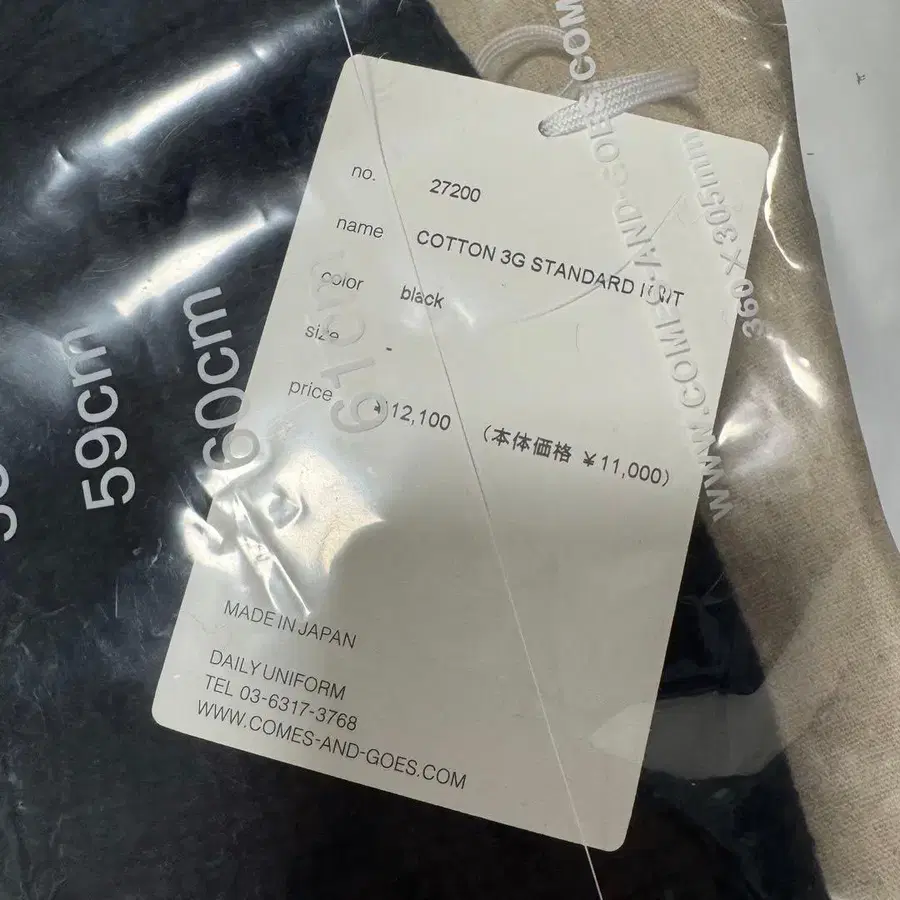 no. 27200
name COTTON 3G STANDARD
color black
size -
price ¥12,100 (本体価格 ¥11,000)
MADE IN JAPAN
DAILY UNIFORM
TEL 03-6317-3768
WWW.COMES-AND-GOES.COM
59cm
60cm
61cm
WWW.COMES-AND-GOES.COM
360 X 305mm